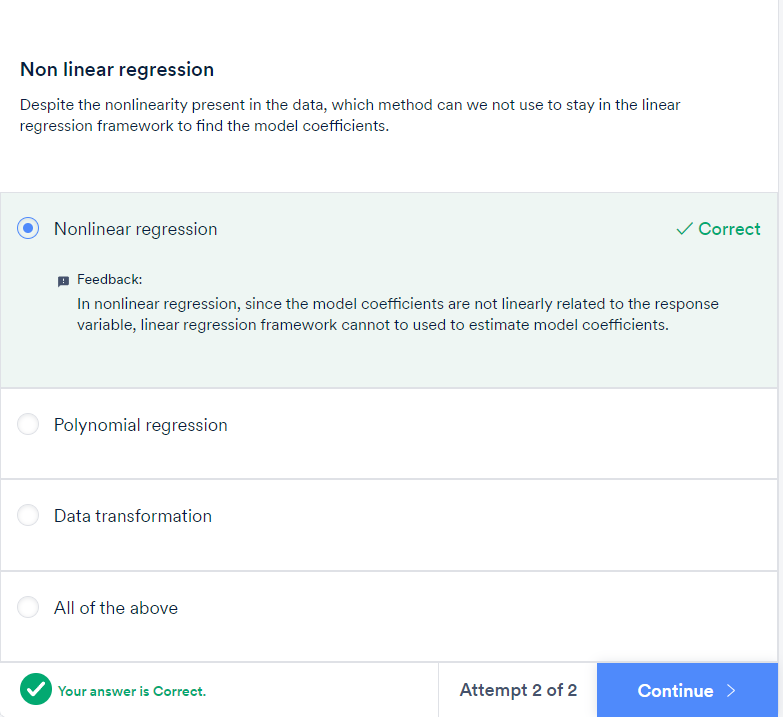 Non linear regression
Despite the nonlinearity present in the data, which method can we not use to stay in the linear
regression framework to find the model coefficients.
Nonlinear regression
Correct
Feedback:
In nonlinear regression, since the model coefficients are not linearly related to the response
variable, linear regression framework cannot to used to estimate model coefficients.
Polynomial regression
Data transformation
All of the above
Your answer is Correct.
Attempt 2 of 2
Continue